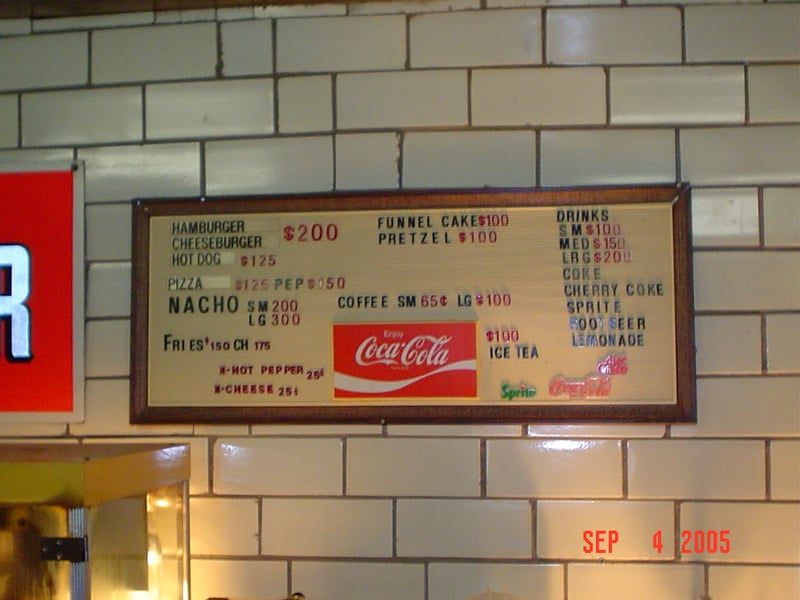 R
HAMBURGER
CHEESEBURGER $200
HOT DOG $125
PIZZA $125 PEP $150
NACHO SM 200
LG 300
FRIES $150 CH 175
X-HOT PEPPER 25¢
X-CHEESE 25¢
FUNNEL CAKE $100
PRETZEL $100
COFFEE SM 65¢ LG $100
Enjoy
Coca-Cola
$100
ICE TEA
DRINKS
SM $100
MED $150
LRG $200
COKE
CHERRY COKE
SPRITE
ROOT BEER
LEMONADE
Sprite
SEP 4 2005